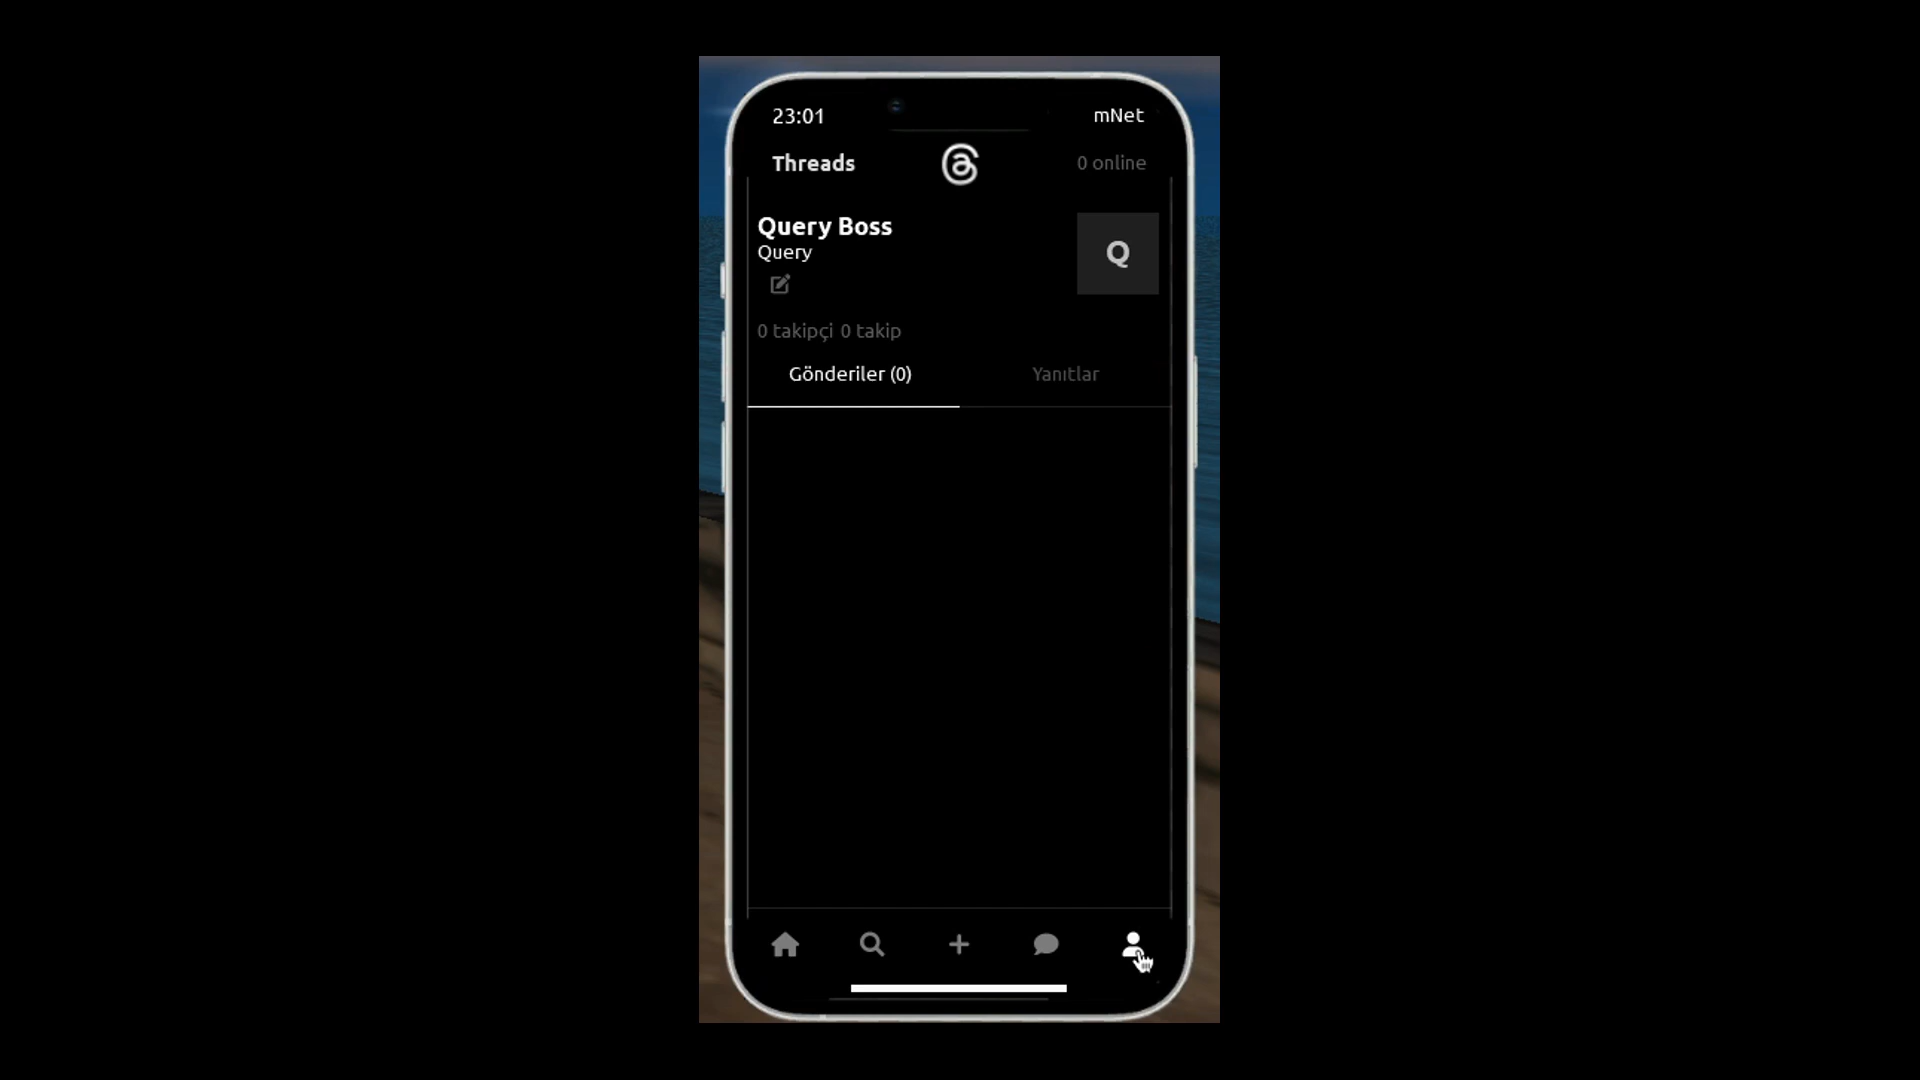 23:01 mNet
Threads 0 online
Query Boss
Query
Q
0 takipçi 0 takip
Gönderiler (0) Yanıtlar